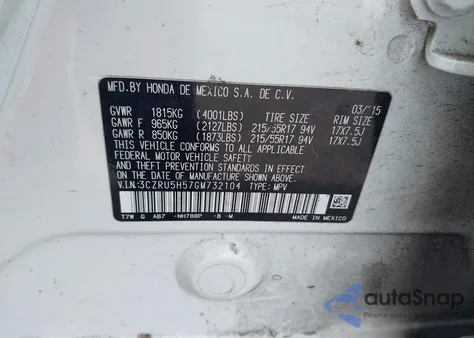 MFD.BY HONDA DE MEXICO S.A. DE C.V.
03/'15
GVWR 1815KG (4001LBS) TIRE SIZE RIM SIZE
GAWR F 965KG (2127LBS) 215/55R17 94V 17X7.5J
GAWR R 850KG (1873LBS) 215/55R17 94V 17X7.5J
THIS VEHICLE CONFORMS TO ALL APPLICABLE
FEDERAL MOTOR VEHICLE SAFETY AND THEFT PREVENTION
STANDARDS IN EFFECT ON THE
DATE OF MANUFACTURE SHOWN ABOVE.
V.I.N:3CZRU5H57GM732104 TYPE: MPV
T7W G AB7 -NH788P -B -M MADE IN MEXICO
autoSnap